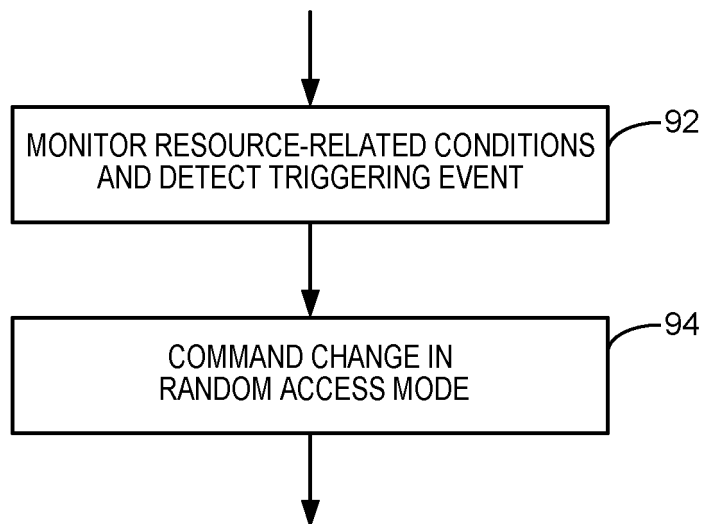 MONITOR RESOURCE-RELATED CONDITIONS
AND DETECT TRIGGERING EVENT
92
COMMAND CHANGE IN
RANDOM ACCESS MODE
94